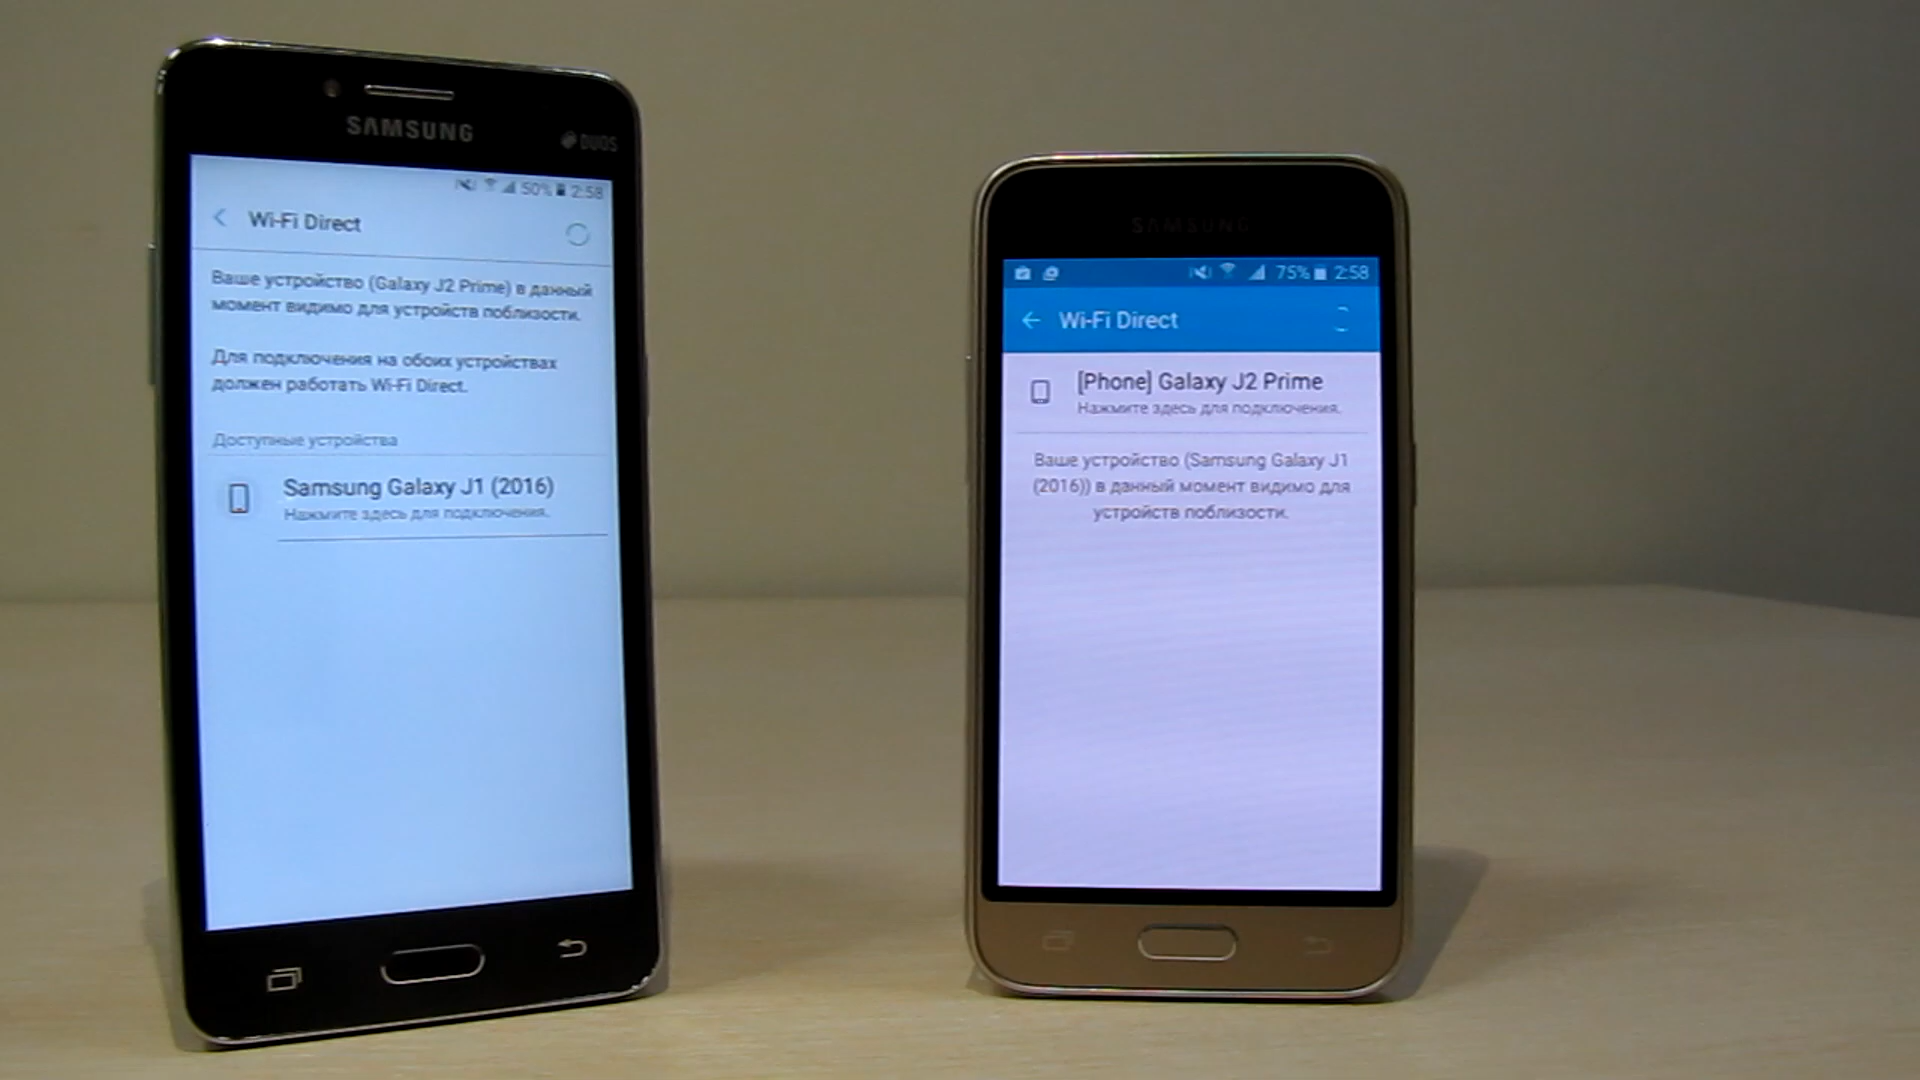 SAMSUNG
DUOS
50% 2:58
Wi-Fi Direct
Ваше устройство (Galaxy J2 Prime) в данный
момент видимо для устройств поблизости.
Для подключения на обоих устройствах
должен работать Wi-Fi Direct.
Доступные устройства
Samsung Galaxy J1 (2016)
Нажмите здесь для подключения.
SAMSUNG
75% 2:58
Wi-Fi Direct
[Phone] Galaxy J2 Prime
Нажмите здесь для подключения.
Ваше устройство (Samsung Galaxy J1
(2016)) в данный момент видимо для
устройств поблизости.